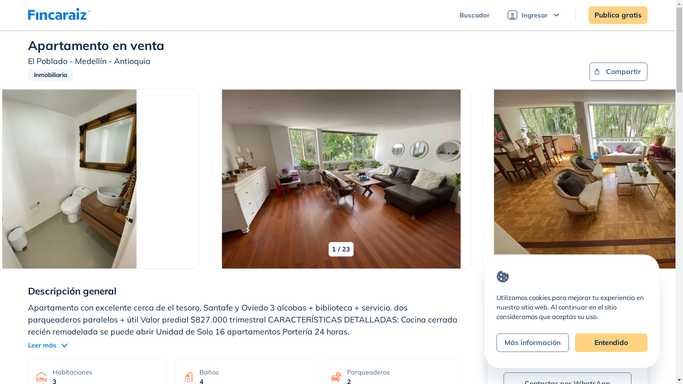 Fincaraiz
Buscador
Ingresar
Publica gratis
Apartamento en venta
El Poblado - Medellín - Antioquia
Inmobiliaria
Compartir
1 / 23
Descripción general
Apartamento con excelente cerca de el tesoro, Santafe y Oviedo 3 alcobas + biblioteca + servicio. dos
parqueaderos paralelos + útil Valor predial $827.000 trimestral CARACTERÍSTICAS DETALLADAS: Cocina cerrada
recién remodelada se puede abrir Unidad de Solo 16 apartamentos Portería 24 horas.
Leer más
Habitaciones
3
Baños
4
Parqueaderos
2
Utilizamos cookies para mejorar tu experiencia en
nuestro sitio web. Al continuar en el sitio
consideramos que aceptas su uso.
Más información
Entendido
Contactar por WhatsApp